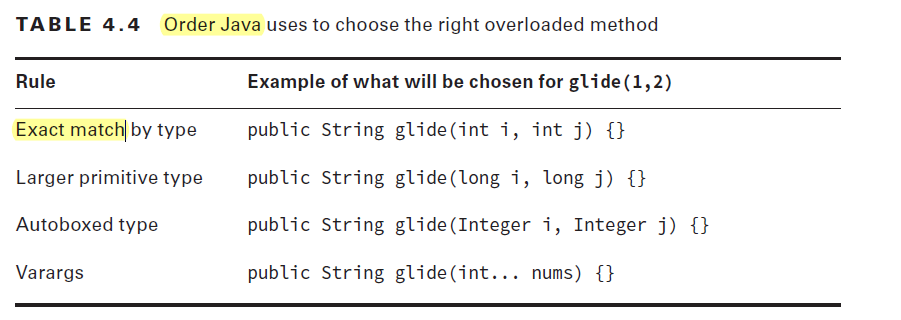 TABLE 4.4 Order Java uses to choose the right overloaded method
Rule Example of what will be chosen for glide(1,2)
Exact match by type public String glide(int i, int j) {}
Larger primitive type public String glide(long i, long j) {}
Autoboxed type public String glide(Integer i, Integer j) {}
Varargs public String glide(int... nums) {}